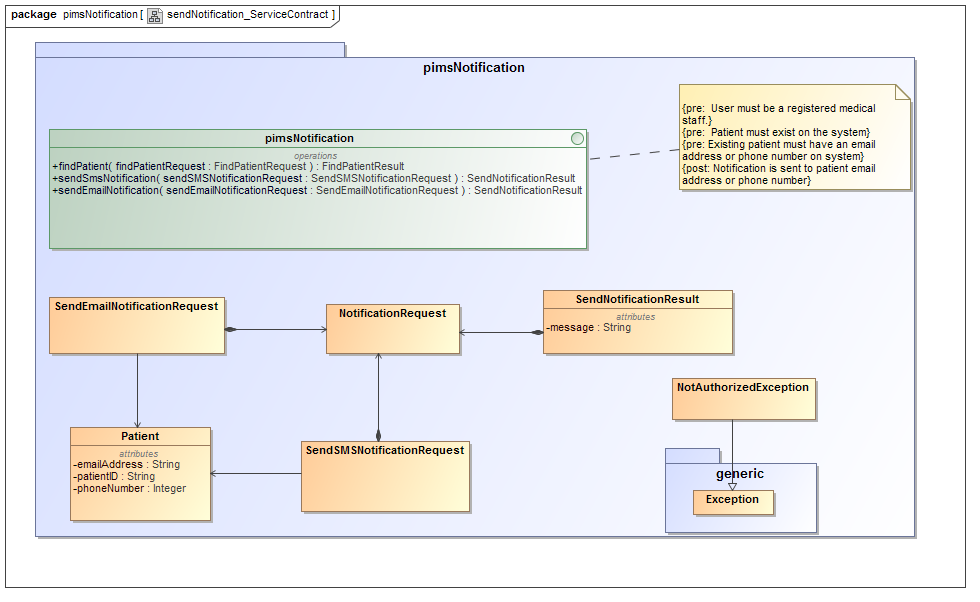 package pimsNotification [ sendNotification_ServiceContract ]
pimsNotification
{pre:  User must be a registered medical
staff.}
{pre:  Patient must exist on the system}
{pre: Existing patient must have an email
address or phone number on system}
{post: Notification is sent to patient email
address or phone number}
pimsNotification
operations
+findPatient( findPatientRequest : FindPatientRequest ) : FindPatientResult
+sendSmsNotification( sendSMSNotificationRequest : SendSMSNotificationRequest ) : SendNotificationResult
+sendEmailNotification( sendEmailNotificationRequest : SendEmailNotificationRequest ) : SendNotificationResult
SendEmailNotificationRequest
NotificationRequest
SendNotificationResult
attributes
-message : String
NotAuthorizedException
Patient
attributes
-emailAddress : String
-patientID : String
-phoneNumber : Integer
SendSMSNotificationRequest
generic
Exception